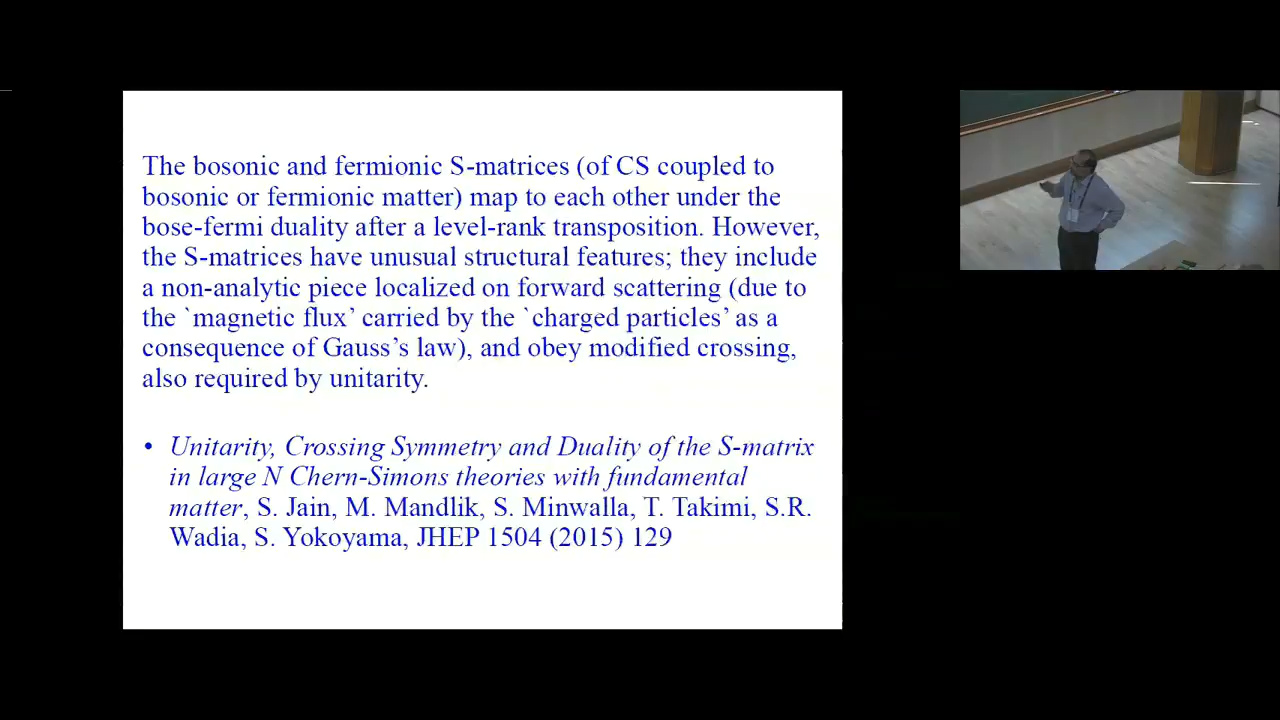 The bosonic and fermionic S-matrices (of CS coupled to
bosonic or fermionic matter) map to each other under the
bose-fermi duality after a level-rank transposition. However,
the S-matrices have unusual structural features; they include
a non-analytic piece localized on forward scattering (due to
the `magnetic flux’ carried by the `charged particles’ as a
consequence of Gauss’s law), and obey modified crossing,
also required by unitarity.
• Unitarity, Crossing Symmetry and Duality of the S-matrix
in large N Chern-Simons theories with fundamental
matter, S. Jain, M. Mandlik, S. Minwalla, T. Takimi, S.R.
Wadia, S. Yokoyama, JHEP 1504 (2015) 129